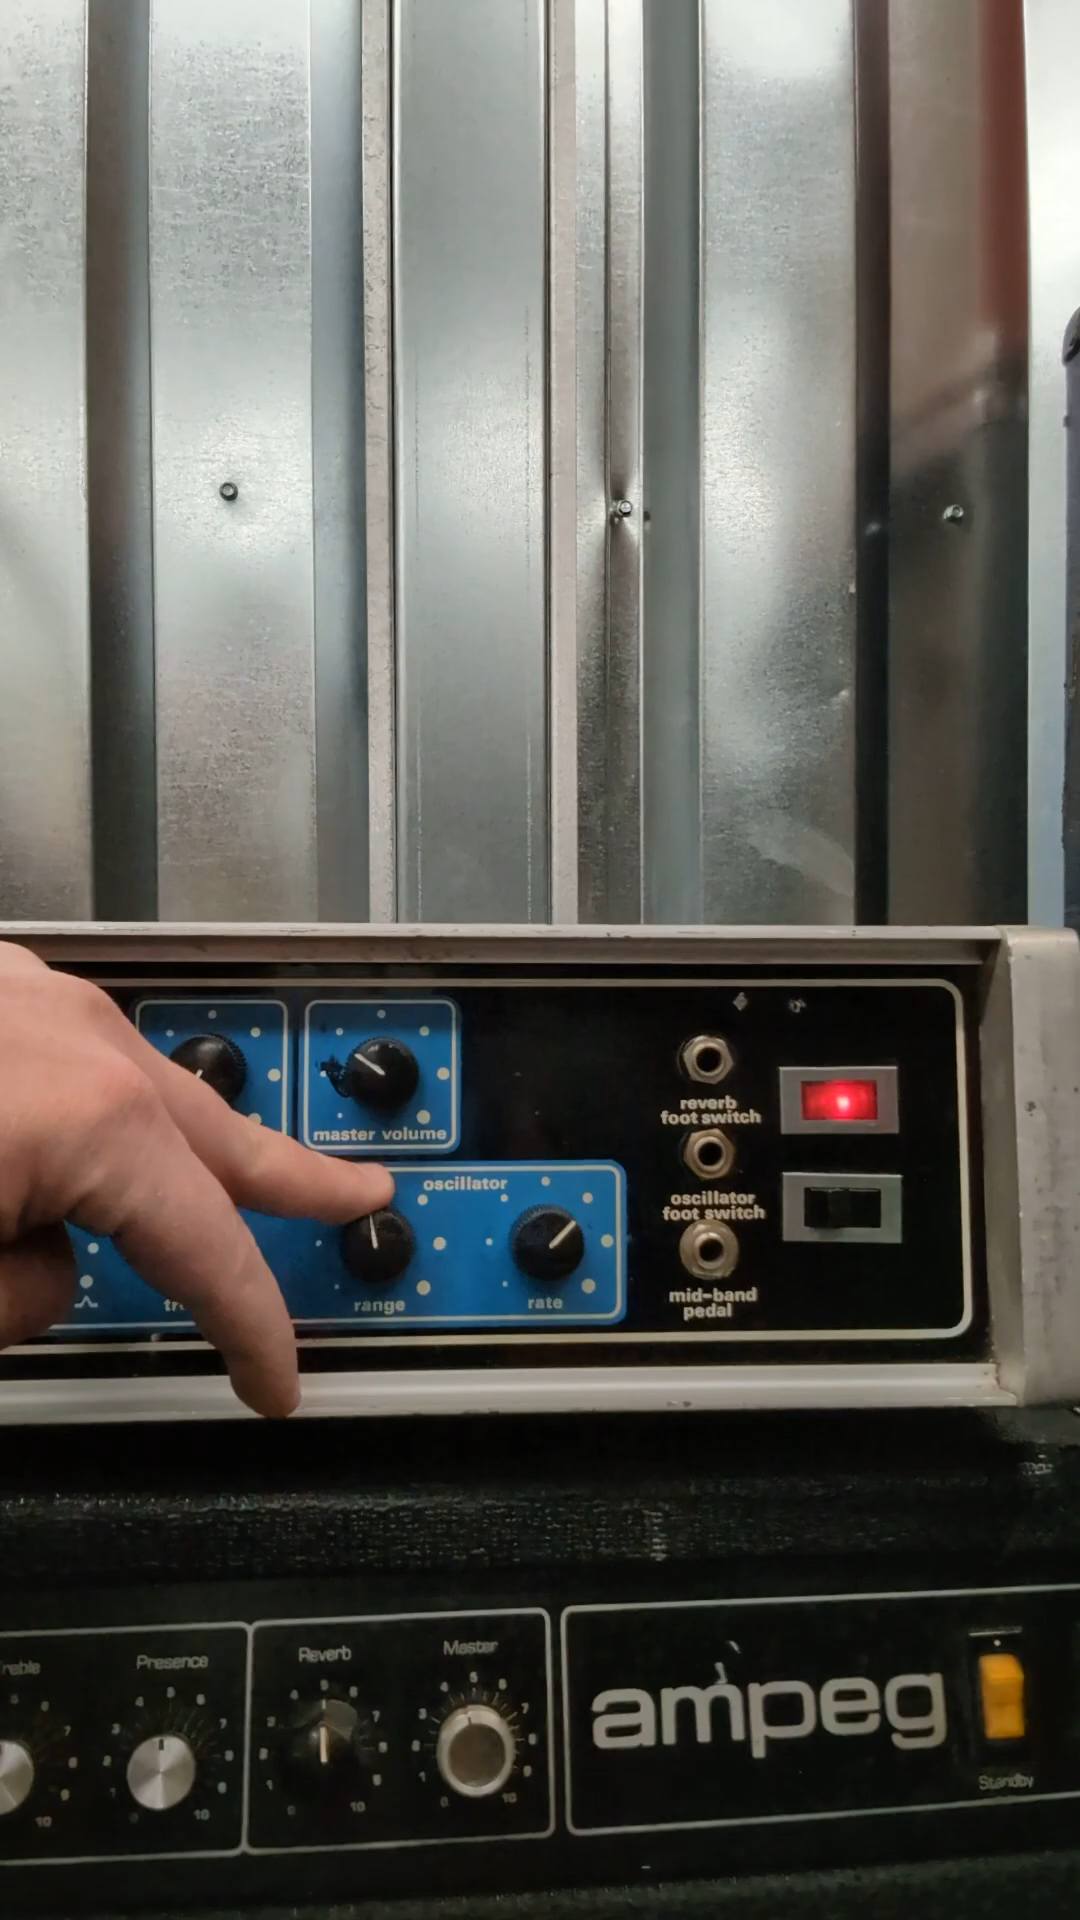 master volume
oscillator
range
rate
reverb
foot switch
oscillator
foot switch
mid-band
pedal
Presence
Reverb
Master
ampeg
Standby